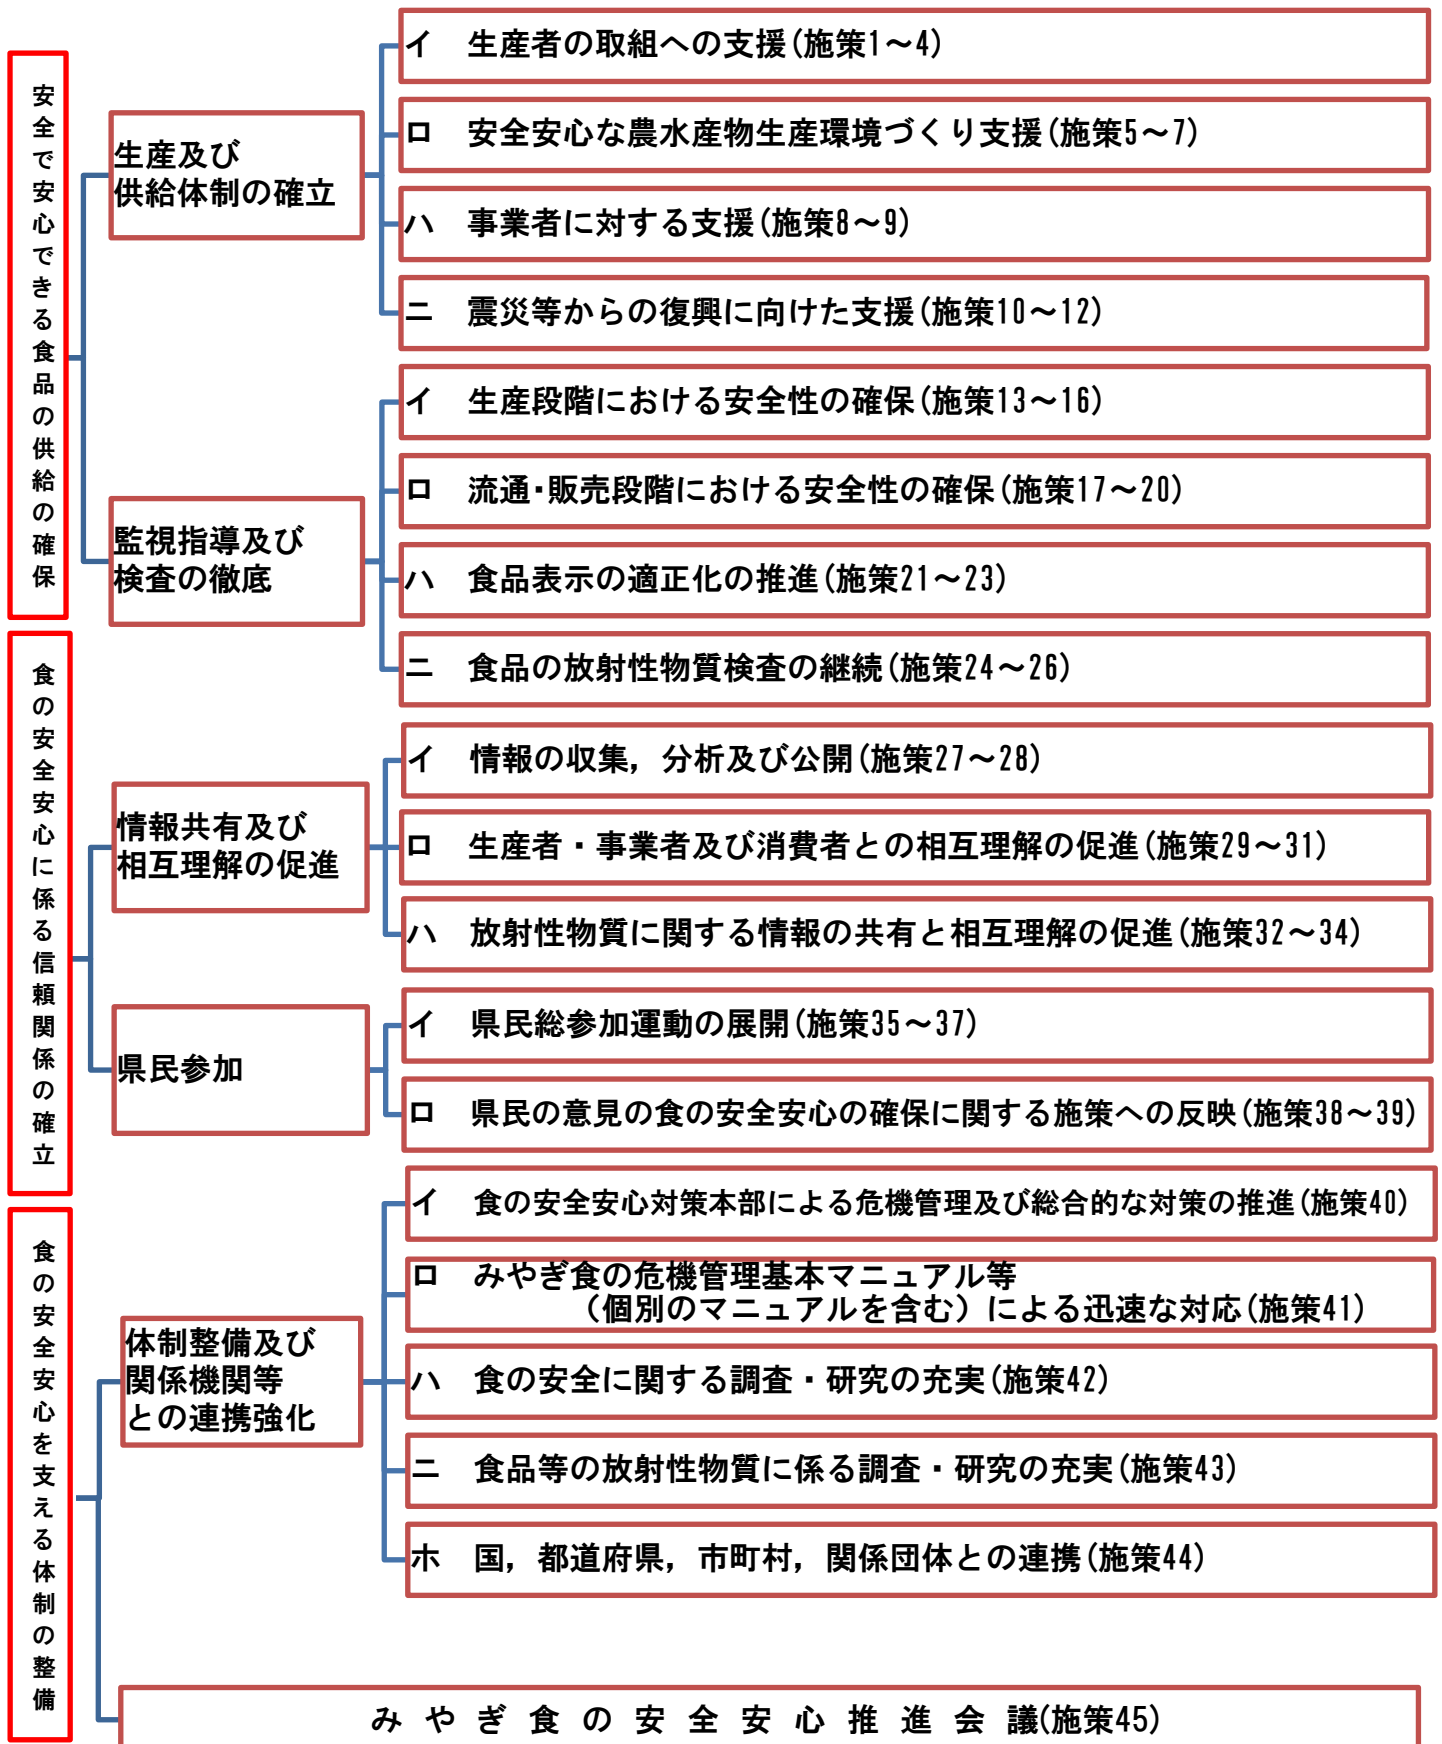 安全で安心できる食品の供給の確保
生産及び
供給体制の確立
イ　生産者の取組への支援(施策1～4)
ロ　安全安心な農水産物生産環境づくり支援(施策5～7)
ハ　事業者に対する支援(施策8～9)
ニ　震災等からの復興に向けた支援(施策10～12)
監視指導及び
検査の徹底
イ　生産段階における安全性の確保(施策13～16)
ロ　流通・販売段階における安全性の確保(施策17～20)
ハ　食品表示の適正化の推進(施策21～23)
ニ　食品の放射性物質検査の継続(施策24～26)
食の安全安心に係る信頼関係の確立
情報共有及び
相互理解の促進
イ　情報の収集，分析及び公開(施策27～28)
ロ　生産者・事業者及び消費者との相互理解の促進(施策29～31)
ハ　放射性物質に関する情報の共有と相互理解の促進(施策32～34)
県民参加
イ　県民総参加運動の展開(施策35～37)
ロ　県民の意見の食の安全安心の確保に関する施策への反映(施策38～39)
食の安全安心を支える体制の整備
体制整備及び
関係機関等
との連携強化
イ　食の安全安心対策本部による危機管理及び総合的な対策の推進(施策40)
ロ　みやぎ食の危機管理基本マニュアル等
（個別のマニュアルを含む）による迅速な対応(施策41)
ハ　食の安全に関する調査・研究の充実(施策42)
ニ　食品等の放射性物質に係る調査・研究の充実(施策43)
ホ　国，都道府県，市町村，関係団体との連携(施策44)
みやぎ食の安全安心推進会議(施策45)